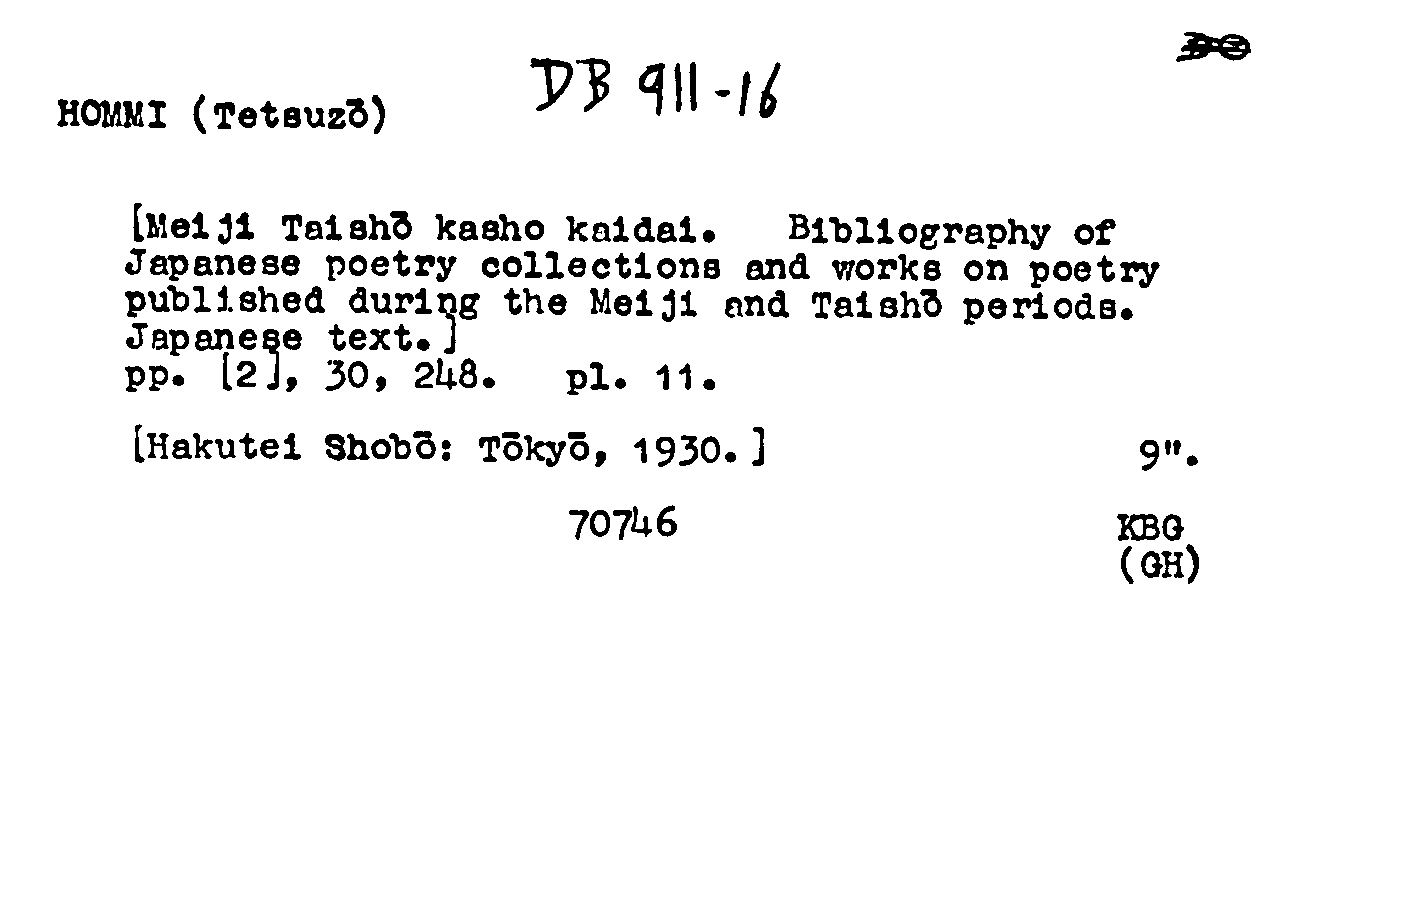 DB 911-16
HOMMI (Tetsuzō)
[Meiji Taishō kasho kaidai. Bibliography of
Japanese poetry collections and works on poetry
published during the Meiji and Taishō periods.
Japanese text.]
pp. [2], 30, 248. pl. 11.
[Hakutei Shobō: Tōkyō, 1930.] 9".
70746 KBG
(GH)